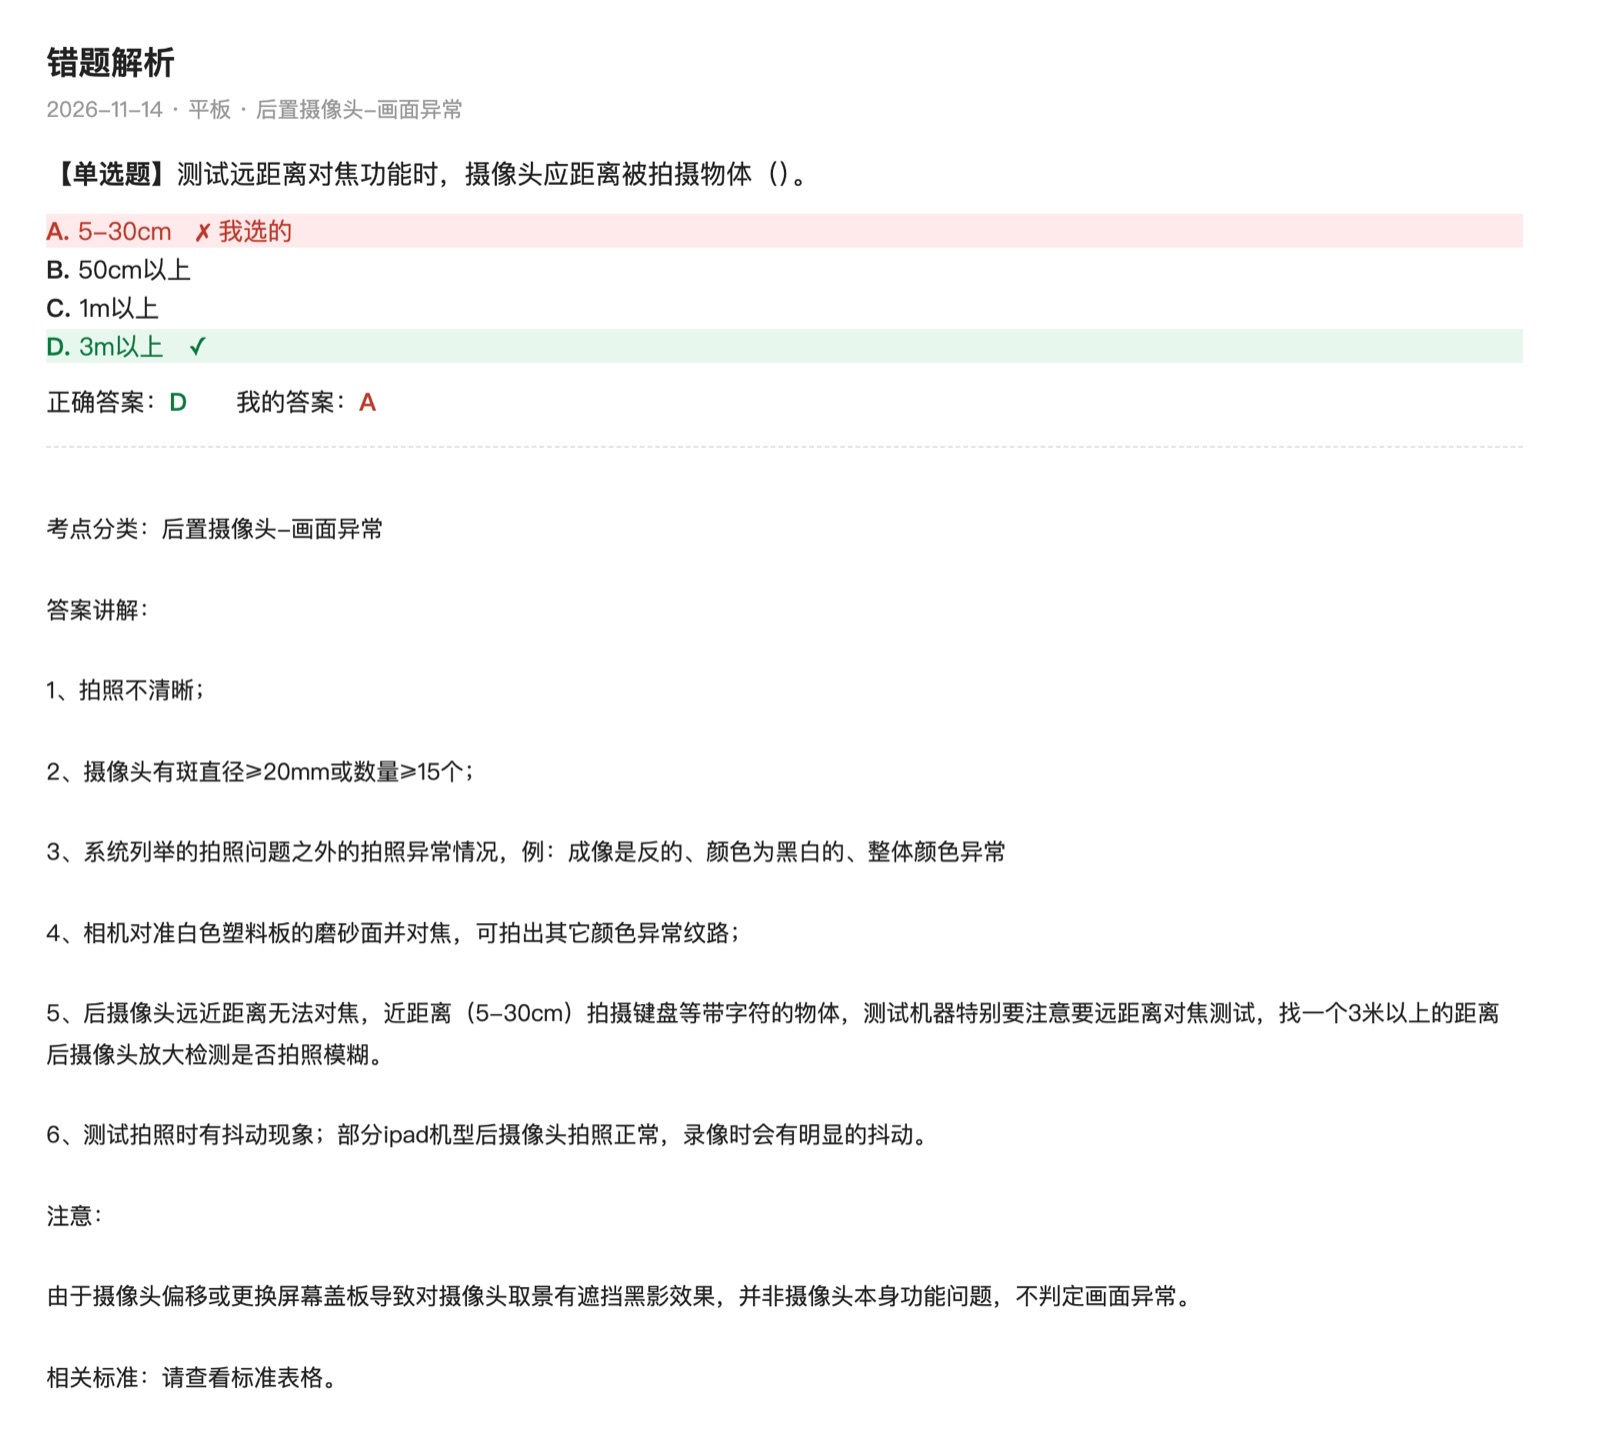 错题解析
2026-11-14 · 平板 · 后置摄像头-画面异常
【单选题】测试远距离对焦功能时，摄像头应距离被拍摄物体（）。
A. 5-30cm ✗ 我选的
B. 50cm以上
C. 1m以上
D. 3m以上 ✓
正确答案：D 我的答案：A
考点分类：后置摄像头-画面异常
答案讲解：
1、拍照不清晰；
2、摄像头有斑直径≥20mm或数量≥15个；
3、系统列举的拍照问题之外的拍照异常情况，例：成像是反的、颜色为黑白的、整体颜色异常
4、相机对准白色塑料板的磨砂面并对焦，可拍出其它颜色异常纹路；
5、后摄像头远近距离无法对焦，近距离（5-30cm）拍摄键盘等带字符的物体，测试机器特别要注意要远距离对焦测试，找一个3米以上的距离
后摄像头放大检测是否拍照模糊。
6、测试拍照时有抖动现象；部分ipad机型后摄像头拍照正常，录像时会有明显的抖动。
注意：
由于摄像头偏移或更换屏幕盖板导致对摄像头取景有遮挡黑影效果，并非摄像头本身功能问题，不判定画面异常。
相关标准：请查看标准表格。